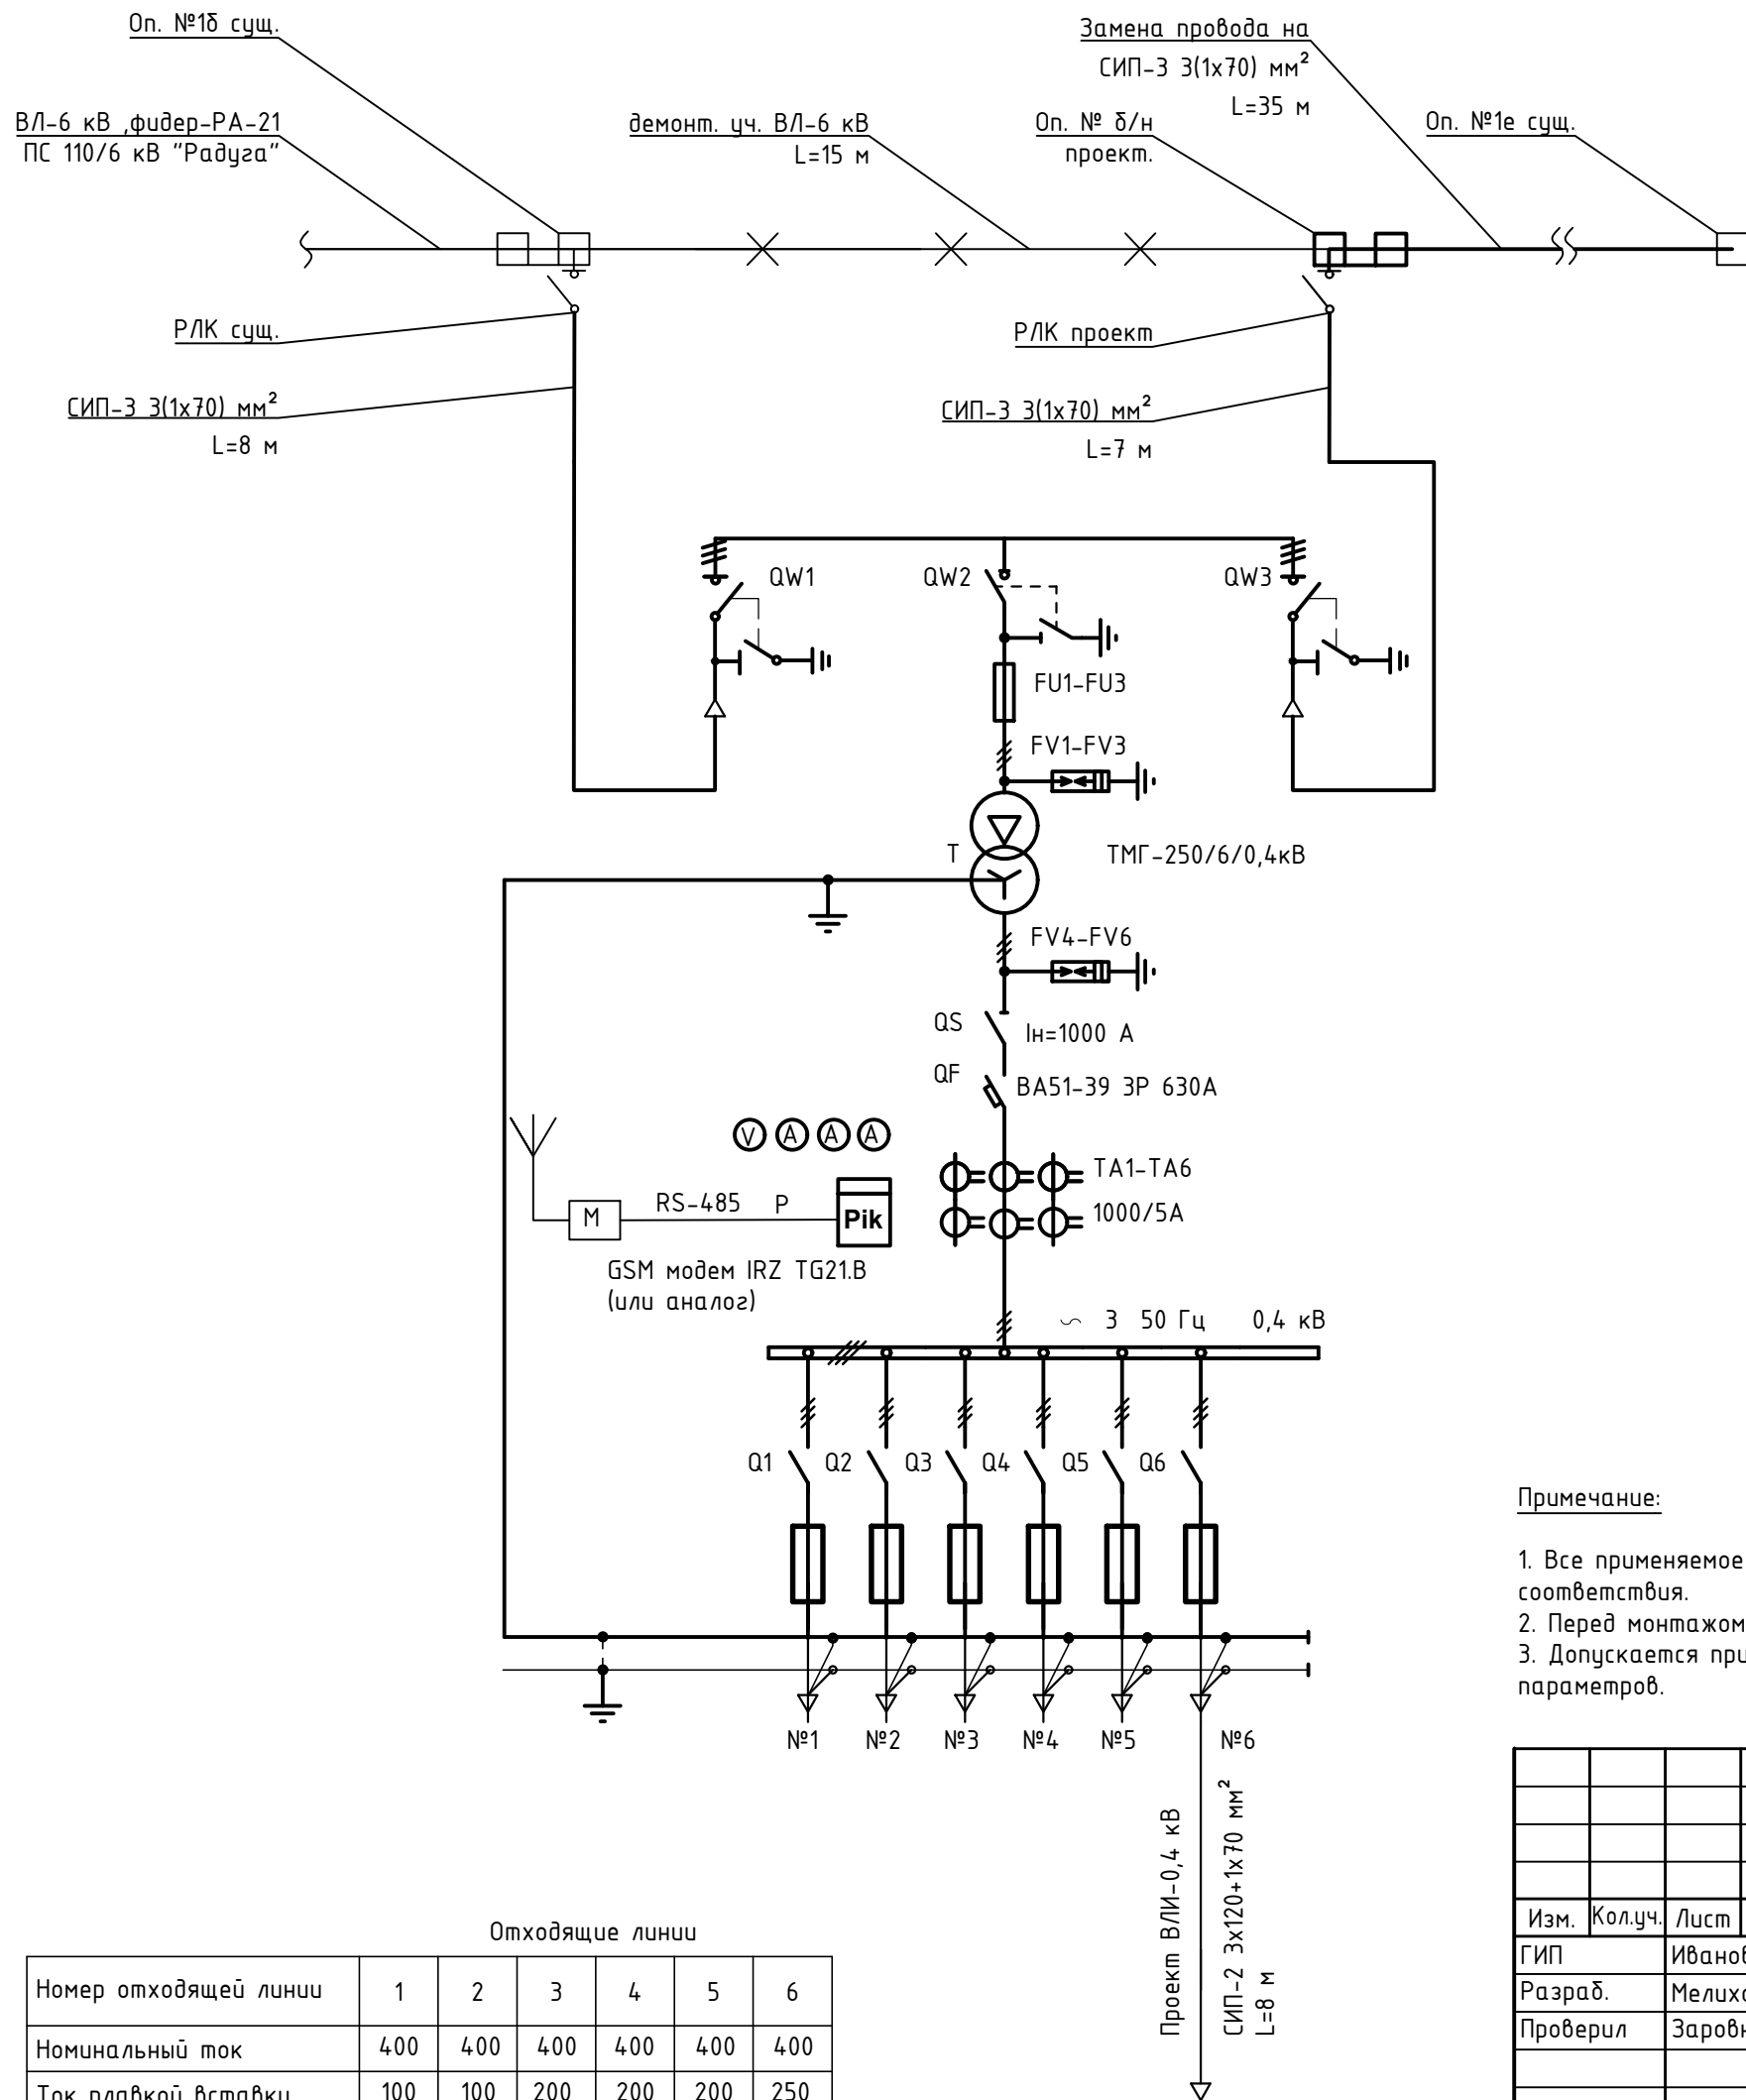 Оп. №1б сущ.
Замена провода на
СИП-3 3(1х70) мм²
L=35 м
ВЛ-6 кВ ,фидер-РА-21
ПС 110/6 кВ "Радуга"
демонт. уч. ВЛ-6 кВ
L=15 м
Оп. № б/н
проект.
Оп. №1е сущ.
РЛК сущ.
РЛК проект
СИП-3 3(1х70) мм²
L=8 м
СИП-3 3(1х70) мм²
L=7 м
QW1
QW2
QW3
FU1-FU3
FV1-FV3
Т
ТМГ-250/6/0,4кВ
FV4-FV6
QS
Iн=1000 А
QF
ВА51-39 3Р 630А
V A A A
ТА1-ТА6
1000/5А
М
RS-485 Р
Pik
GSM модем IRZ TG21.B
(или аналог)
~ 3 50 Гц 0,4 кВ
Q1 Q2 Q3 Q4 Q5 Q6
№1 №2 №3 №4 №5 №6
Проект ВЛИ-0,4 кВ
СИП-2 3х120+1х70 мм²
L=8 м
Примечание:
1. Все применяемое
соответствия.
2. Перед монтажом
3. Допускается при
параметров.
Изм. Кол.уч. Лист
ГИП Иванов
Разраб. Мелихо
Проверил Заровн
Отходящие линии
Номер отходящей линии 1 2 3 4 5 6
Номинальный ток 400 400 400 400 400 400
Ток плавкой вставки 100 100 200 200 200 250